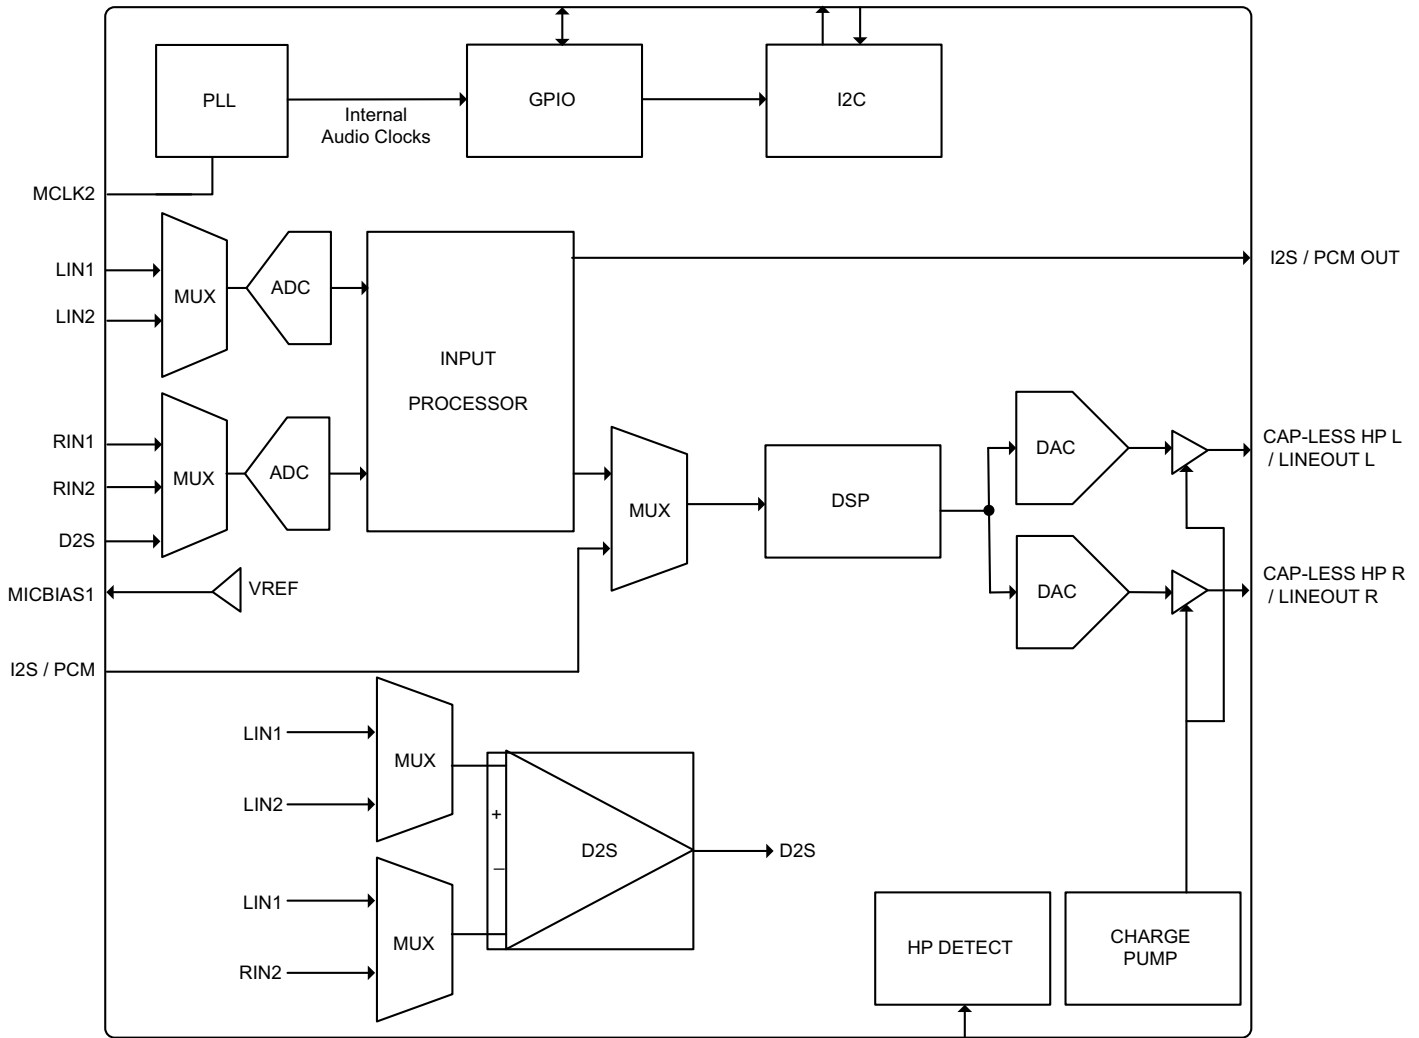 PLL
GPIO
I2C
Internal
Audio Clocks
MCLK2
LIN1
LIN2
MUX
ADC
I2S / PCM OUT
INPUT
PROCESSOR
RIN1
RIN2
D2S
MUX
ADC
MUX
DSP
DAC
CAP-LESS HP L
/ LINEOUT L
DAC
CAP-LESS HP R
/ LINEOUT R
MICBIAS1
VREF
I2S / PCM
LIN1
LIN2
MUX
+
–
D2S
D2S
LIN1
RIN2
MUX
HP DETECT
CHARGE
PUMP